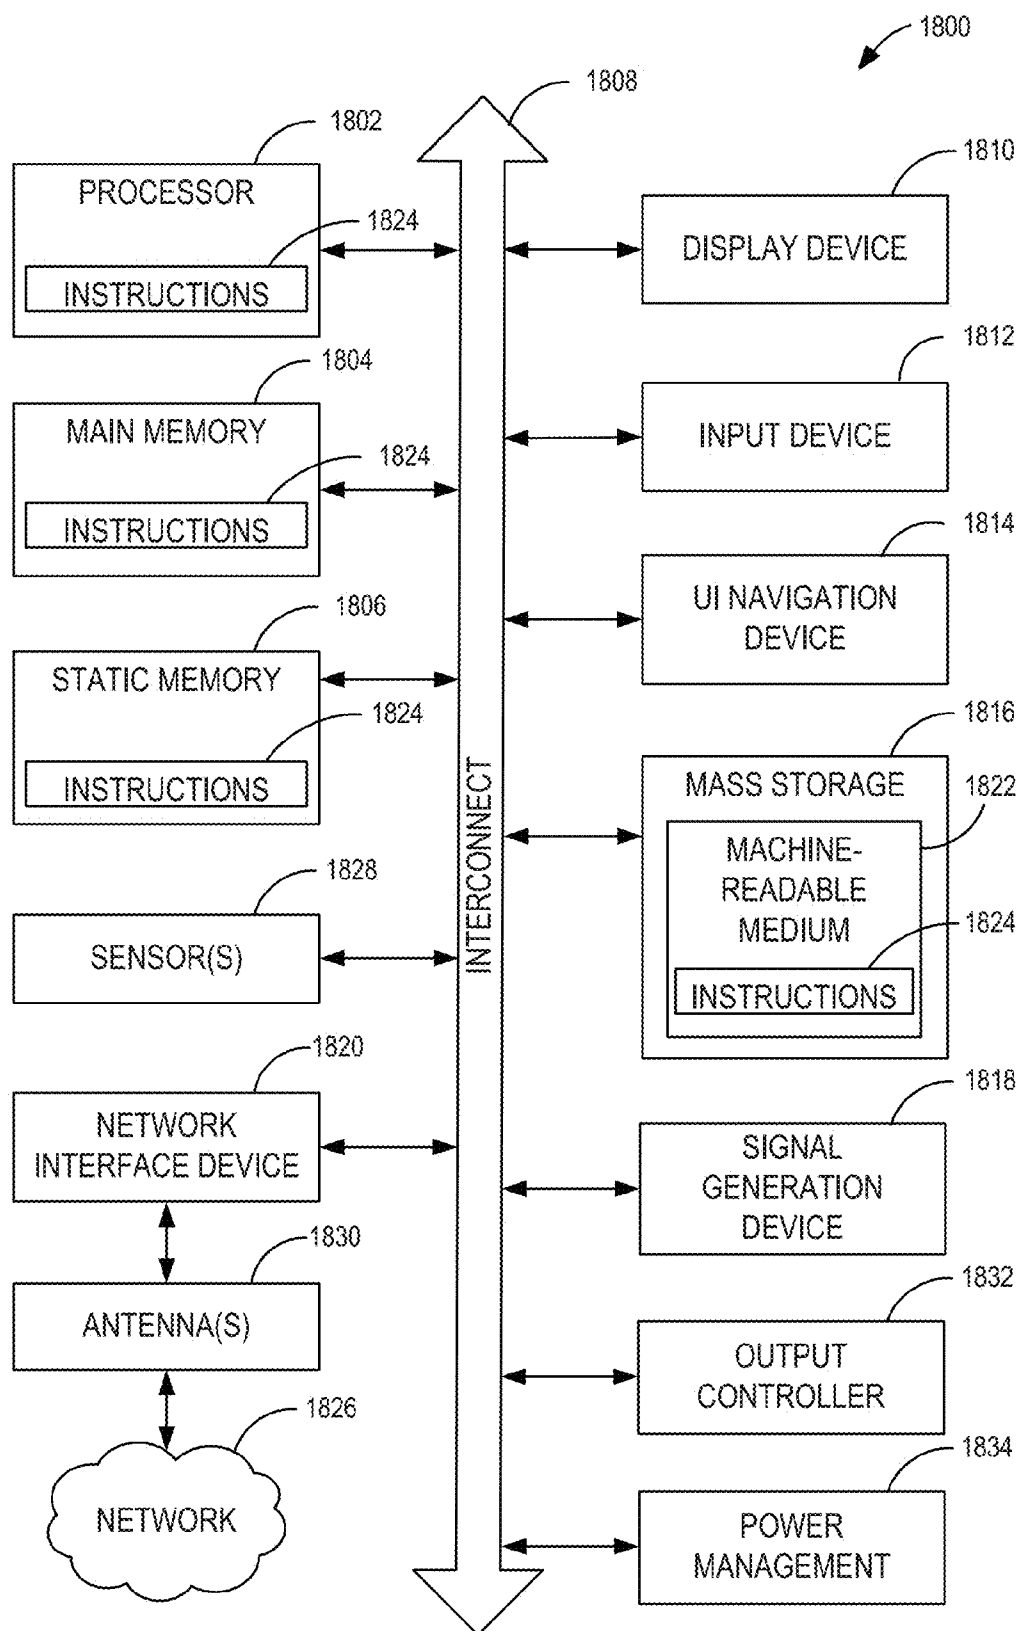 1800
1808
1802
PROCESSOR
1824
INSTRUCTIONS
1804
MAIN MEMORY
1824
INSTRUCTIONS
1806
STATIC MEMORY
1824
INSTRUCTIONS
1828
SENSOR(S)
1820
NETWORK
INTERFACE DEVICE
1830
ANTENNA(S)
1826
NETWORK
INTERCONNECT
1810
DISPLAY DEVICE
1812
INPUT DEVICE
1814
UI NAVIGATION
DEVICE
1816
MASS STORAGE
1822
MACHINE-
READABLE
MEDIUM
1824
INSTRUCTIONS
1818
SIGNAL
GENERATION
DEVICE
1832
OUTPUT
CONTROLLER
1834
POWER
MANAGEMENT